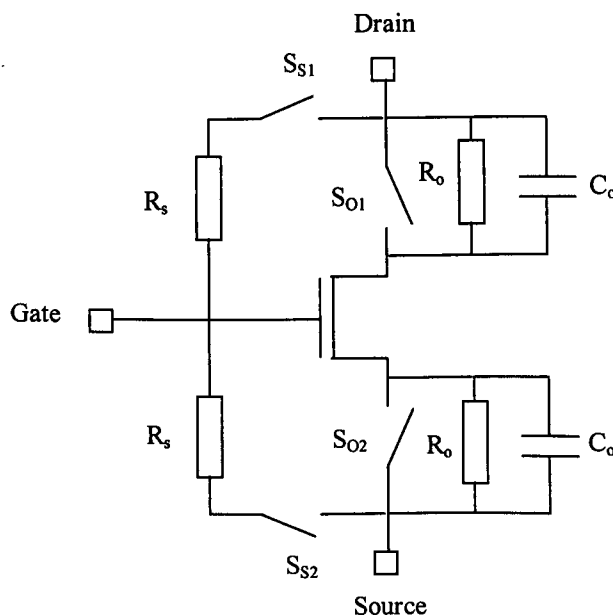 Drain
S_S1
R_s
S_O1
R_o
C_o
Gate
R_s
S_O2
R_o
C_o
S_S2
Source